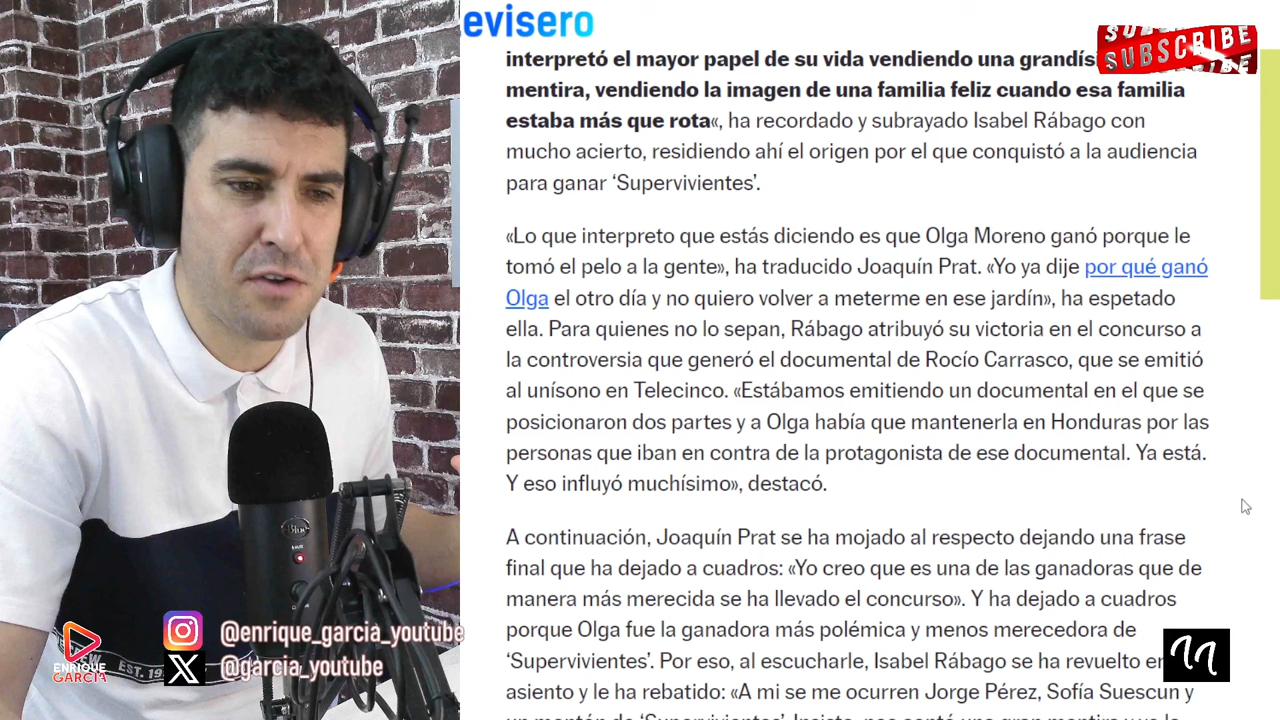 evisero
SUBSCRIBE
interpretó el mayor papel de su vida vendiendo una grandís
mentira, vendiendo la imagen de una familia feliz cuando esa familia
estaba más que rota«, ha recordado y subrayado Isabel Rábago con
mucho acierto, residiendo ahí el origen por el que conquistó a la audiencia
para ganar ‘Supervivientes’.
«Lo que interpreto que estás diciendo es que Olga Moreno ganó porque le
tomó el pelo a la gente», ha traducido Joaquín Prat. «Yo ya dije por qué ganó
Olga el otro día y no quiero volver a meterme en ese jardín», ha espetado
ella. Para quienes no lo sepan, Rábago atribuyó su victoria en el concurso a
la controversia que generó el documental de Rocío Carrasco, que se emitió
al unísono en Telecinco. «Estábamos emitiendo un documental en el que se
posicionaron dos partes y a Olga había que mantenerla en Honduras por las
personas que iban en contra de la protagonista de ese documental. Ya está.
Y eso influyó muchísimo», destacó.
A continuación, Joaquín Prat se ha mojado al respecto dejando una frase
final que ha dejado a cuadros: «Yo creo que es una de las ganadoras que de
manera más merecida se ha llevado el concurso». Y ha dejado a cuadros
porque Olga fue la ganadora más polémica y menos merecedora de
‘Supervivientes’. Por eso, al escucharle, Isabel Rábago se ha revuelto en
asiento y le ha rebatido: «A mi se me ocurren Jorge Pérez, Sofía Suescun y
Blue
EST. 19
ENRIQUE
GARCIA
@enrique_garcia_youtube
@garcia_youtube